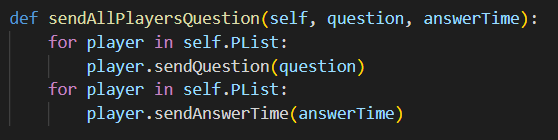 def sendAllPlayersQuestion(self, question, answerTime):
    for player in self.PList:
        player.sendQuestion(question)
    for player in self.PList:
        player.sendAnswerTime(answerTime)